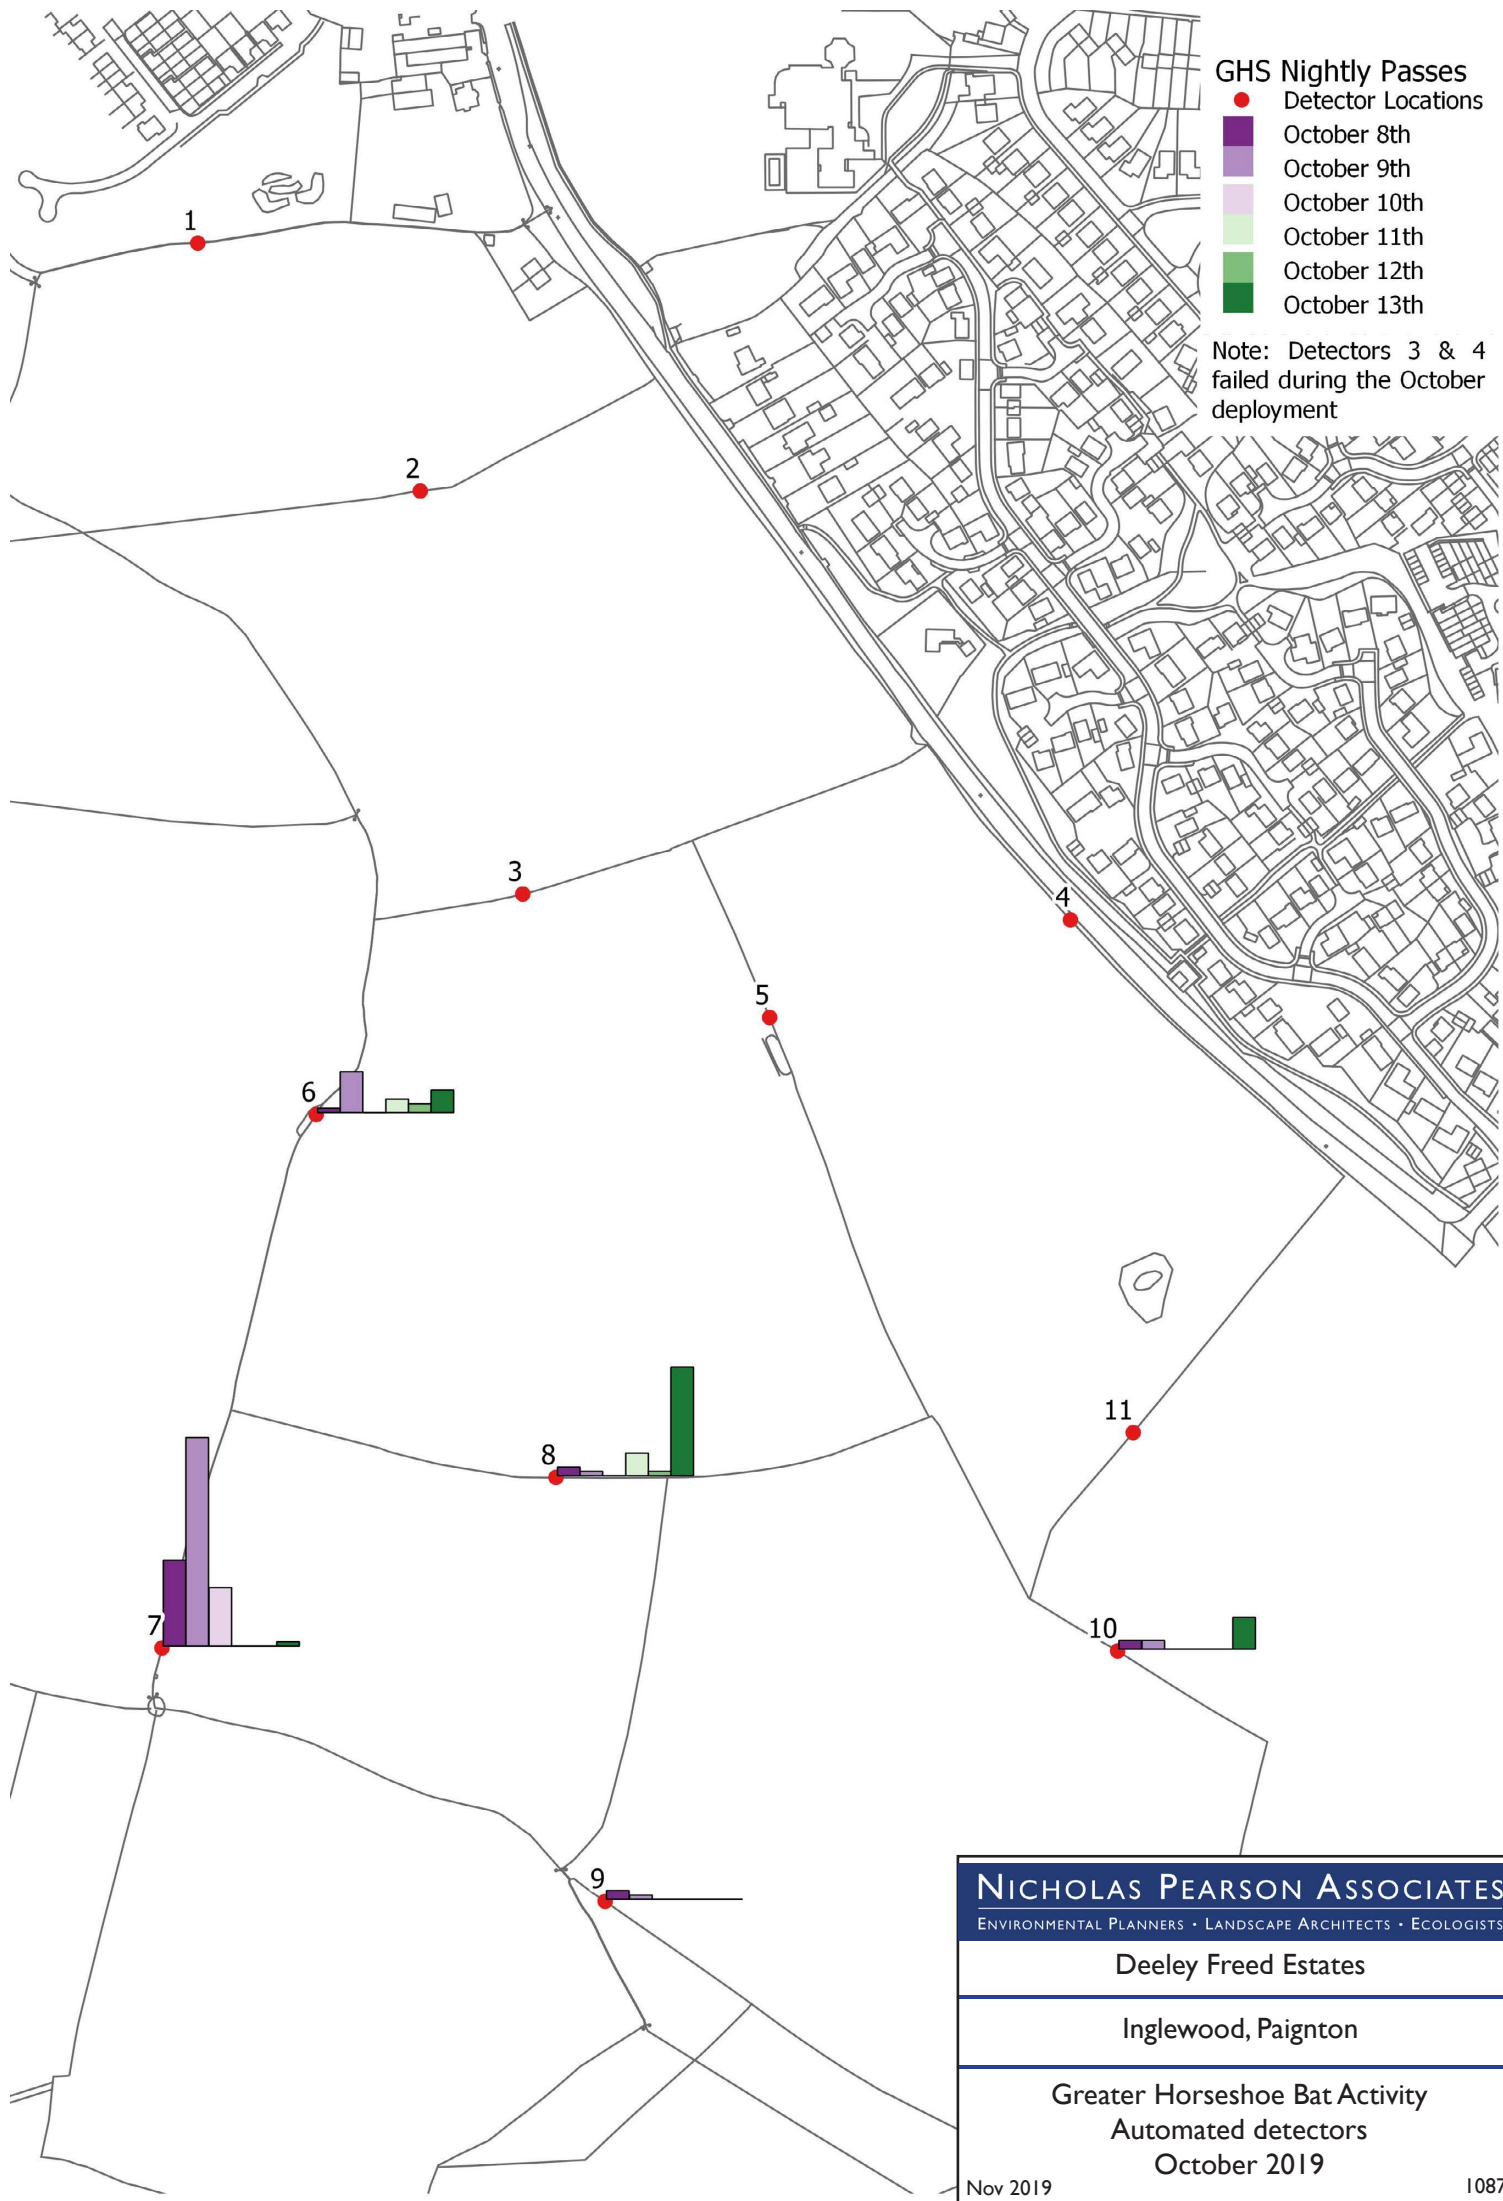 GHS Nightly Passes
Detector Locations
October 8th
October 9th
October 10th
October 11th
October 12th
October 13th
Note: Detectors 3 & 4
failed during the October
deployment
1
2
3
4
5
6
11
8
7
10
9
NICHOLAS PEARSON ASSOCIATES
ENVIRONMENTAL PLANNERS • LANDSCAPE ARCHITECTS • ECOLOGISTS
Deeley Freed Estates
Inglewood, Paignton
Greater Horseshoe Bat Activity
Automated detectors
October 2019
Nov 2019 1087